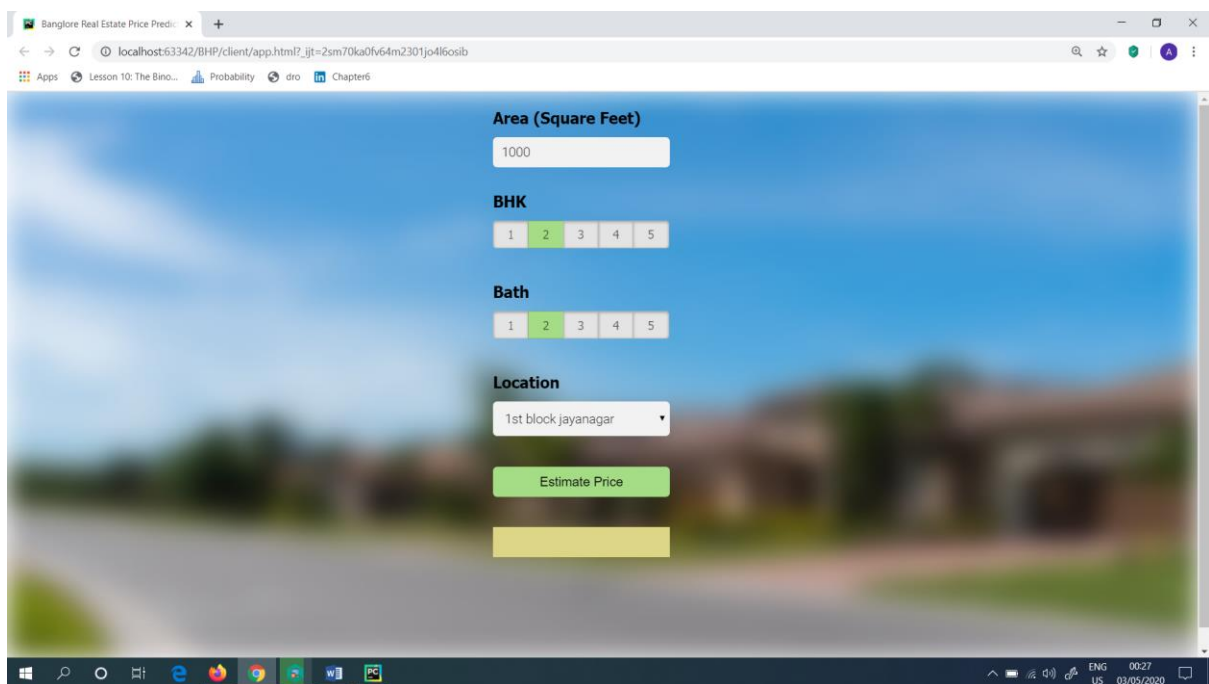 Banglore Real Estate Price Predic
localhost:63342/BHP/client/app.html?_ijt=2sm70ka0fv64m2301jo4l6osib
A
Apps Lesson 10: The Bino... Probability dro in Chapter6
Area (Square Feet)
1000
BHK
1 2 3 4 5
Bath
1 2 3 4 5
Location
1st block jayanagar
Estimate Price
W PC ENG 00:27
US 03/05/2020